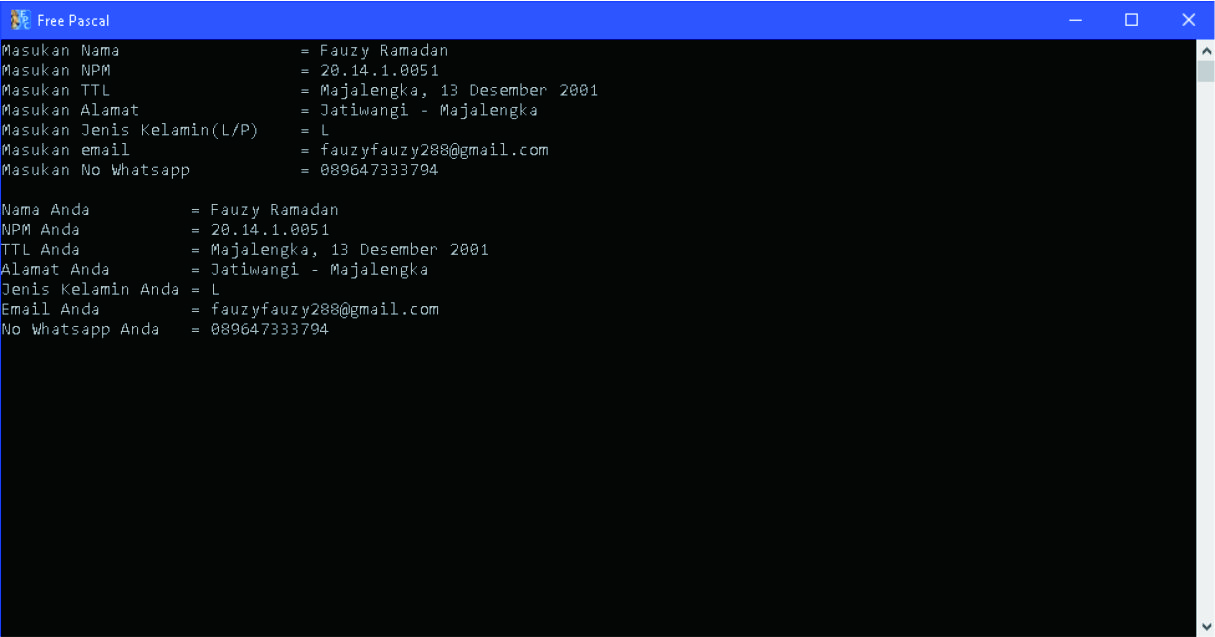 Free Pascal
Masukan Nama = Fauzy Ramadan
Masukan NPM = 20.14.1.0051
Masukan TTL = Majalengka, 13 Desember 2001
Masukan Alamat = Jatiwangi - Majalengka
Masukan Jenis Kelamin(L/P) = L
Masukan email = fauzyfauzy288@gmail.com
Masukan No Whatsapp = 089647333794
Nama Anda = Fauzy Ramadan
NPM Anda = 20.14.1.0051
TTL Anda = Majalengka, 13 Desember 2001
Alamat Anda = Jatiwangi - Majalengka
Jenis Kelamin Anda = L
Email Anda = fauzyfauzy288@gmail.com
No Whatsapp Anda = 089647333794